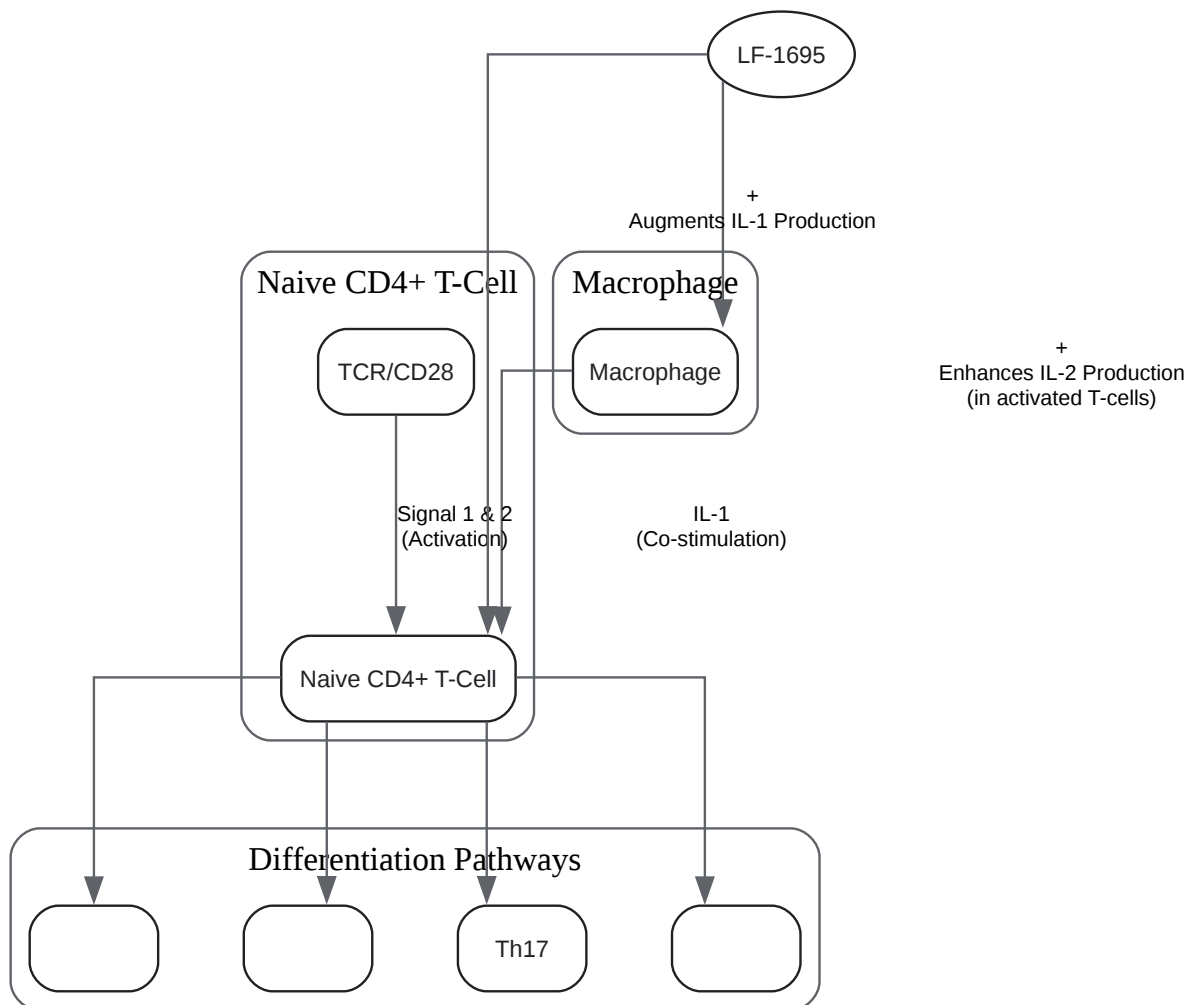 LF-1695
+
Augments IL-1 Production
Naive CD4+ T-Cell
Macrophage
TCR/CD28
Macrophage
+
Enhances IL-2 Production
(in activated T-cells)
Signal 1 & 2
(Activation)
IL-1
(Co-stimulation)
Naive CD4+ T-Cell
Differentiation Pathways
Th17